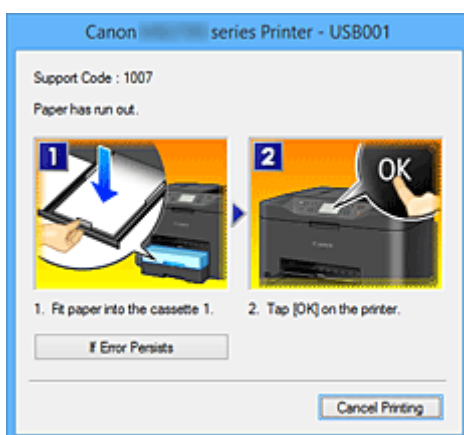 Canon series Printer - USB001
Support Code : 1007
Paper has run out.
1 2
OK
Canon
1. Fit paper into the cassette 1. 2. Tap [OK] on the printer.
If Error Persists
Cancel Printing